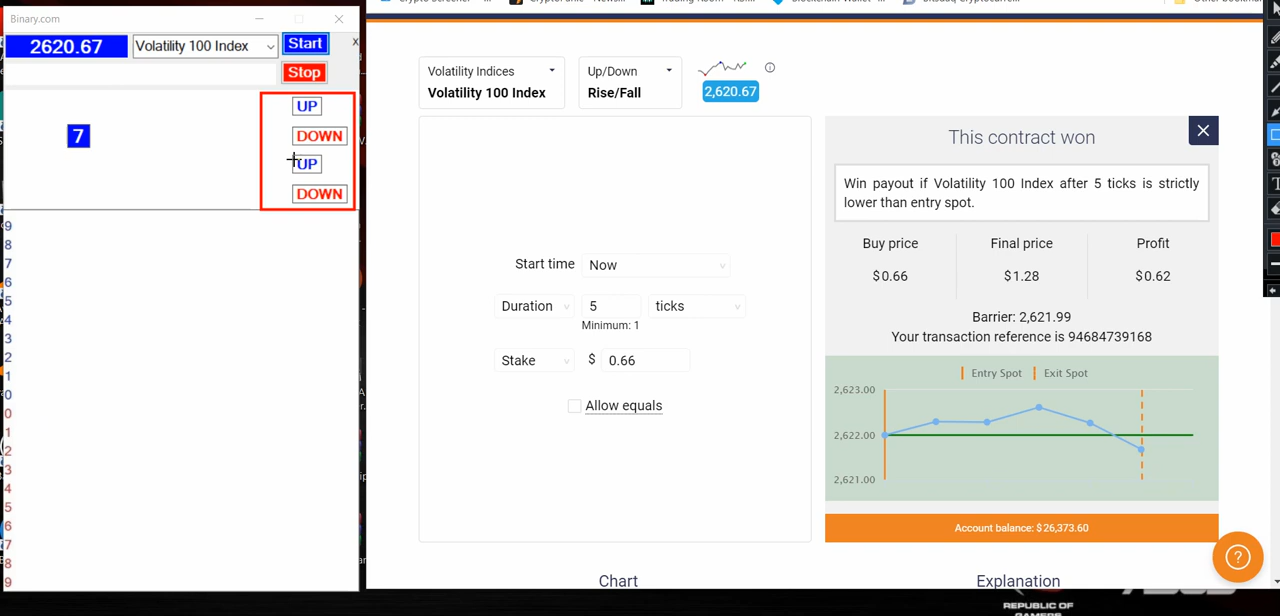 Binary.com
2620.67
Volatility 100 Index
Start
x
Stop
UP
DOWN
UP
DOWN
7
9
8
7
6
5
4
3
2
1
0
0
1
2
3
4
5
6
7
8
9
Volatility Indices
Volatility 100 Index
Up/Down
Rise/Fall
2,620.67
Start time
Now
Duration
5
ticks
Minimum: 1
Stake
$
0.66
Allow equals
This contract won
Win payout if Volatility 100 Index after 5 ticks is strictly
lower than entry spot.
Buy price
Final price
Profit
$0.66
$1.28
$0.62
Barrier: 2,621.99
Your transaction reference is 94684739168
Entry Spot
Exit Spot
2,623.00
2,622.00
2,621.00
Account balance: $26,373.60
?
Chart
Explanation
REPUBLIC OF
GAMERS